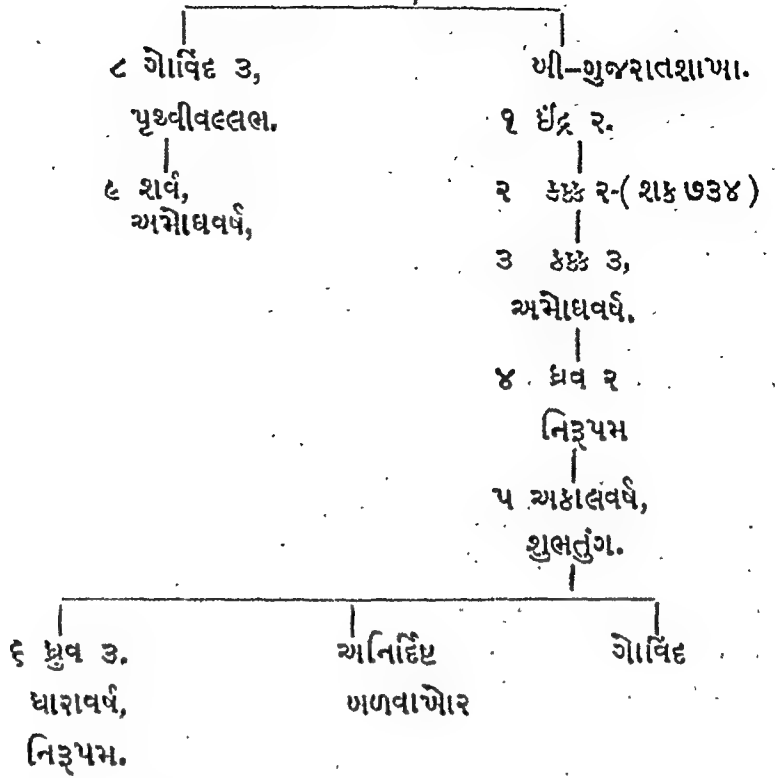 ૮ ગોવિંદ ૩,
પૃથ્વીવલ્લભ.
૯ શર્વ,
અમોઘવર્ષ,
બી-ગુજરાતશાખા.
૧ ઈંદ્ર ૨.
૨ કક્ક ૨-(શક ૭૩૪)
૩ કક્ક ૩,
અમોઘવર્ષ.
૪ ધ્રવ ૨
નિરૂપમ
૫ અકાલવર્ષ,
શુભતુંગ.
૬ ધ્રુવ ૩.
ધારાવર્ષ,
નિરૂપમ.
અનિર્દિષ્ટ
બળવાખોર
ગોવિંદ